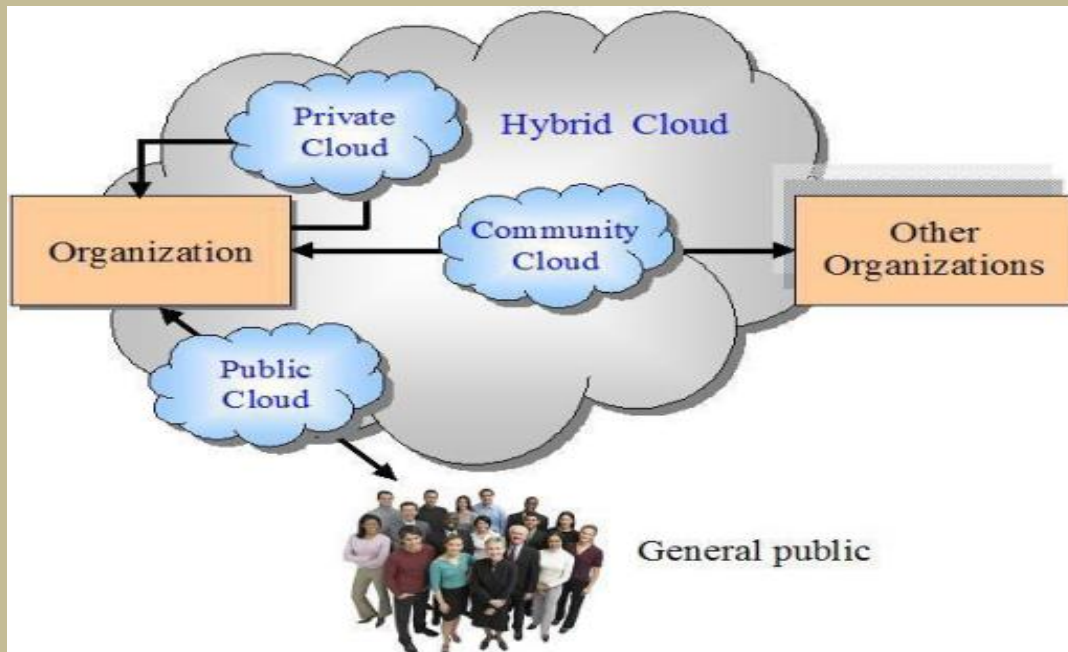 Private
Cloud
Hybrid Cloud
Organization
Community
Cloud
Other
Organizations
Public
Cloud
General public